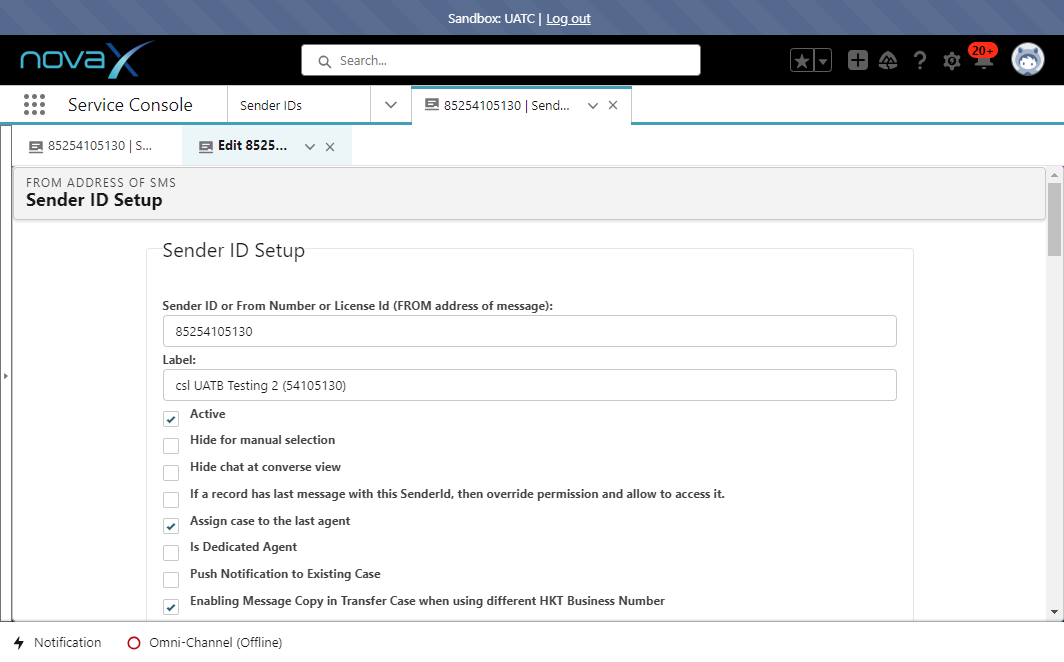 Sandbox: UATC | Log out
novaX
Search...
20+
Service Console
Sender IDs
85254105130 | Send...
85254105130 | S...
Edit 8525...
FROM ADDRESS OF SMS
Sender ID Setup
Sender ID Setup
Sender ID or From Number or License Id (FROM address of message):
85254105130
Label:
csl UATB Testing 2 (54105130)
Active
Hide for manual selection
Hide chat at converse view
If a record has last message with this SenderId, then override permission and allow to access it.
Assign case to the last agent
Is Dedicated Agent
Push Notification to Existing Case
Enabling Message Copy in Transfer Case when using different HKT Business Number
Notification
Omni-Channel (Offline)